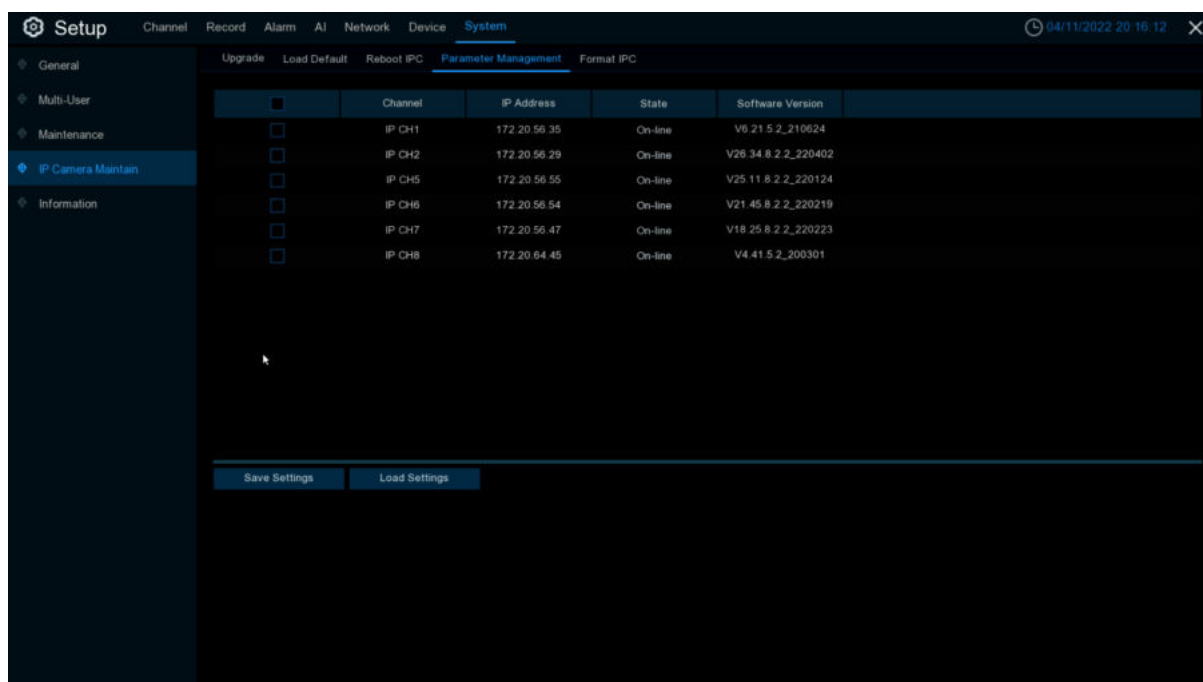 Setup Channel Record Alarm AI Network Device System 04/11/2022 20:16:12
General
Multi-User
Maintenance
IP Camera Maintain
Information
Upgrade Load Default Reboot IPC Parameter Management Format IPC
Channel IP Address State Software Version
IP CH1 172.20.56.35 On-line V6.21.5.2_210624
IP CH2 172.20.56.29 On-line V26.34.8.2.2_220402
IP CH5 172.20.56.55 On-line V25.11.8.2.2_220124
IP CH6 172.20.56.54 On-line V21.45.8.2.2_220219
IP CH7 172.20.56.47 On-line V18.25.8.2.2_220223
IP CH8 172.20.64.45 On-line V4.41.5.2_200301
Save Settings Load Settings